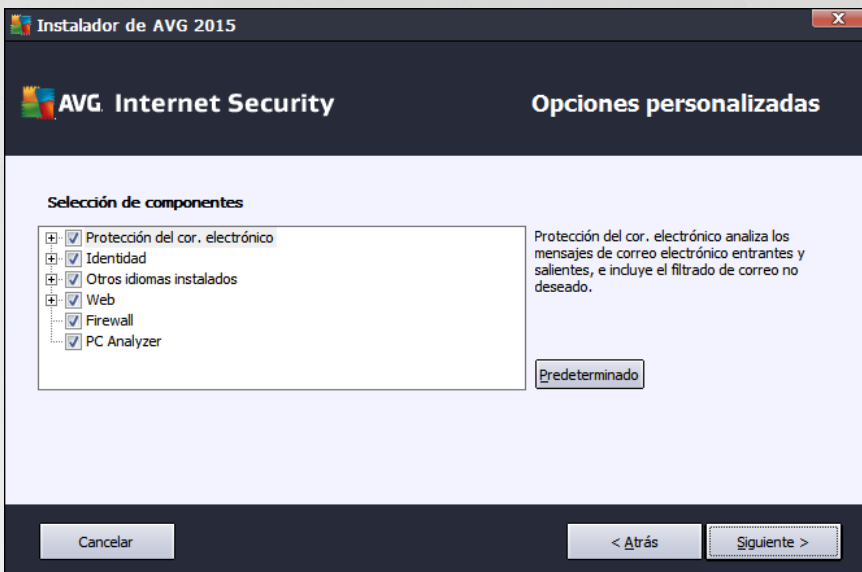 Instalador de AVG 2015
X
AVG. Internet Security
Opciones personalizadas
Selección de componentes
Protección del cor. electrónico
Identidad
Otros idiomas instalados
Web
Firewall
PC Analyzer
Protección del cor. electrónico analiza los
mensajes de correo electrónico entrantes y
salientes, e incluye el filtrado de correo no
deseado.
Predeterminado
Cancelar
< Atrás
Siguiente >